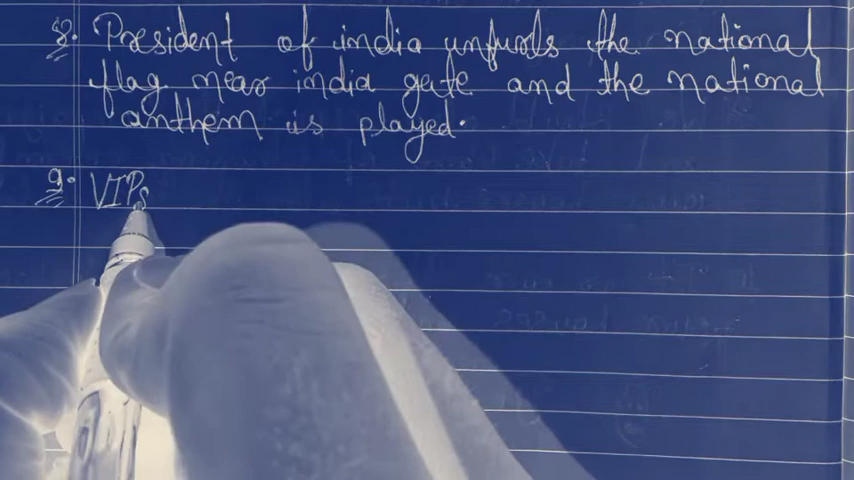 8. President of india unfurls the national
flag near india gate and the national
anthem is played.
9. VIPs